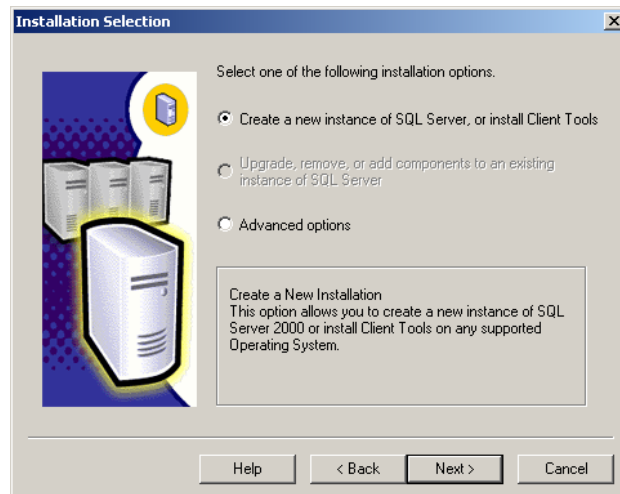 Installation Selection
Select one of the following installation options.
Create a new instance of SQL Server, or install Client Tools
Upgrade, remove, or add components to an existing
instance of SQL Server
Advanced options
Create a New Installation
This option allows you to create a new instance of SQL
Server 2000 or install Client Tools on any supported
Operating System.
Help
< Back
Next >
Cancel